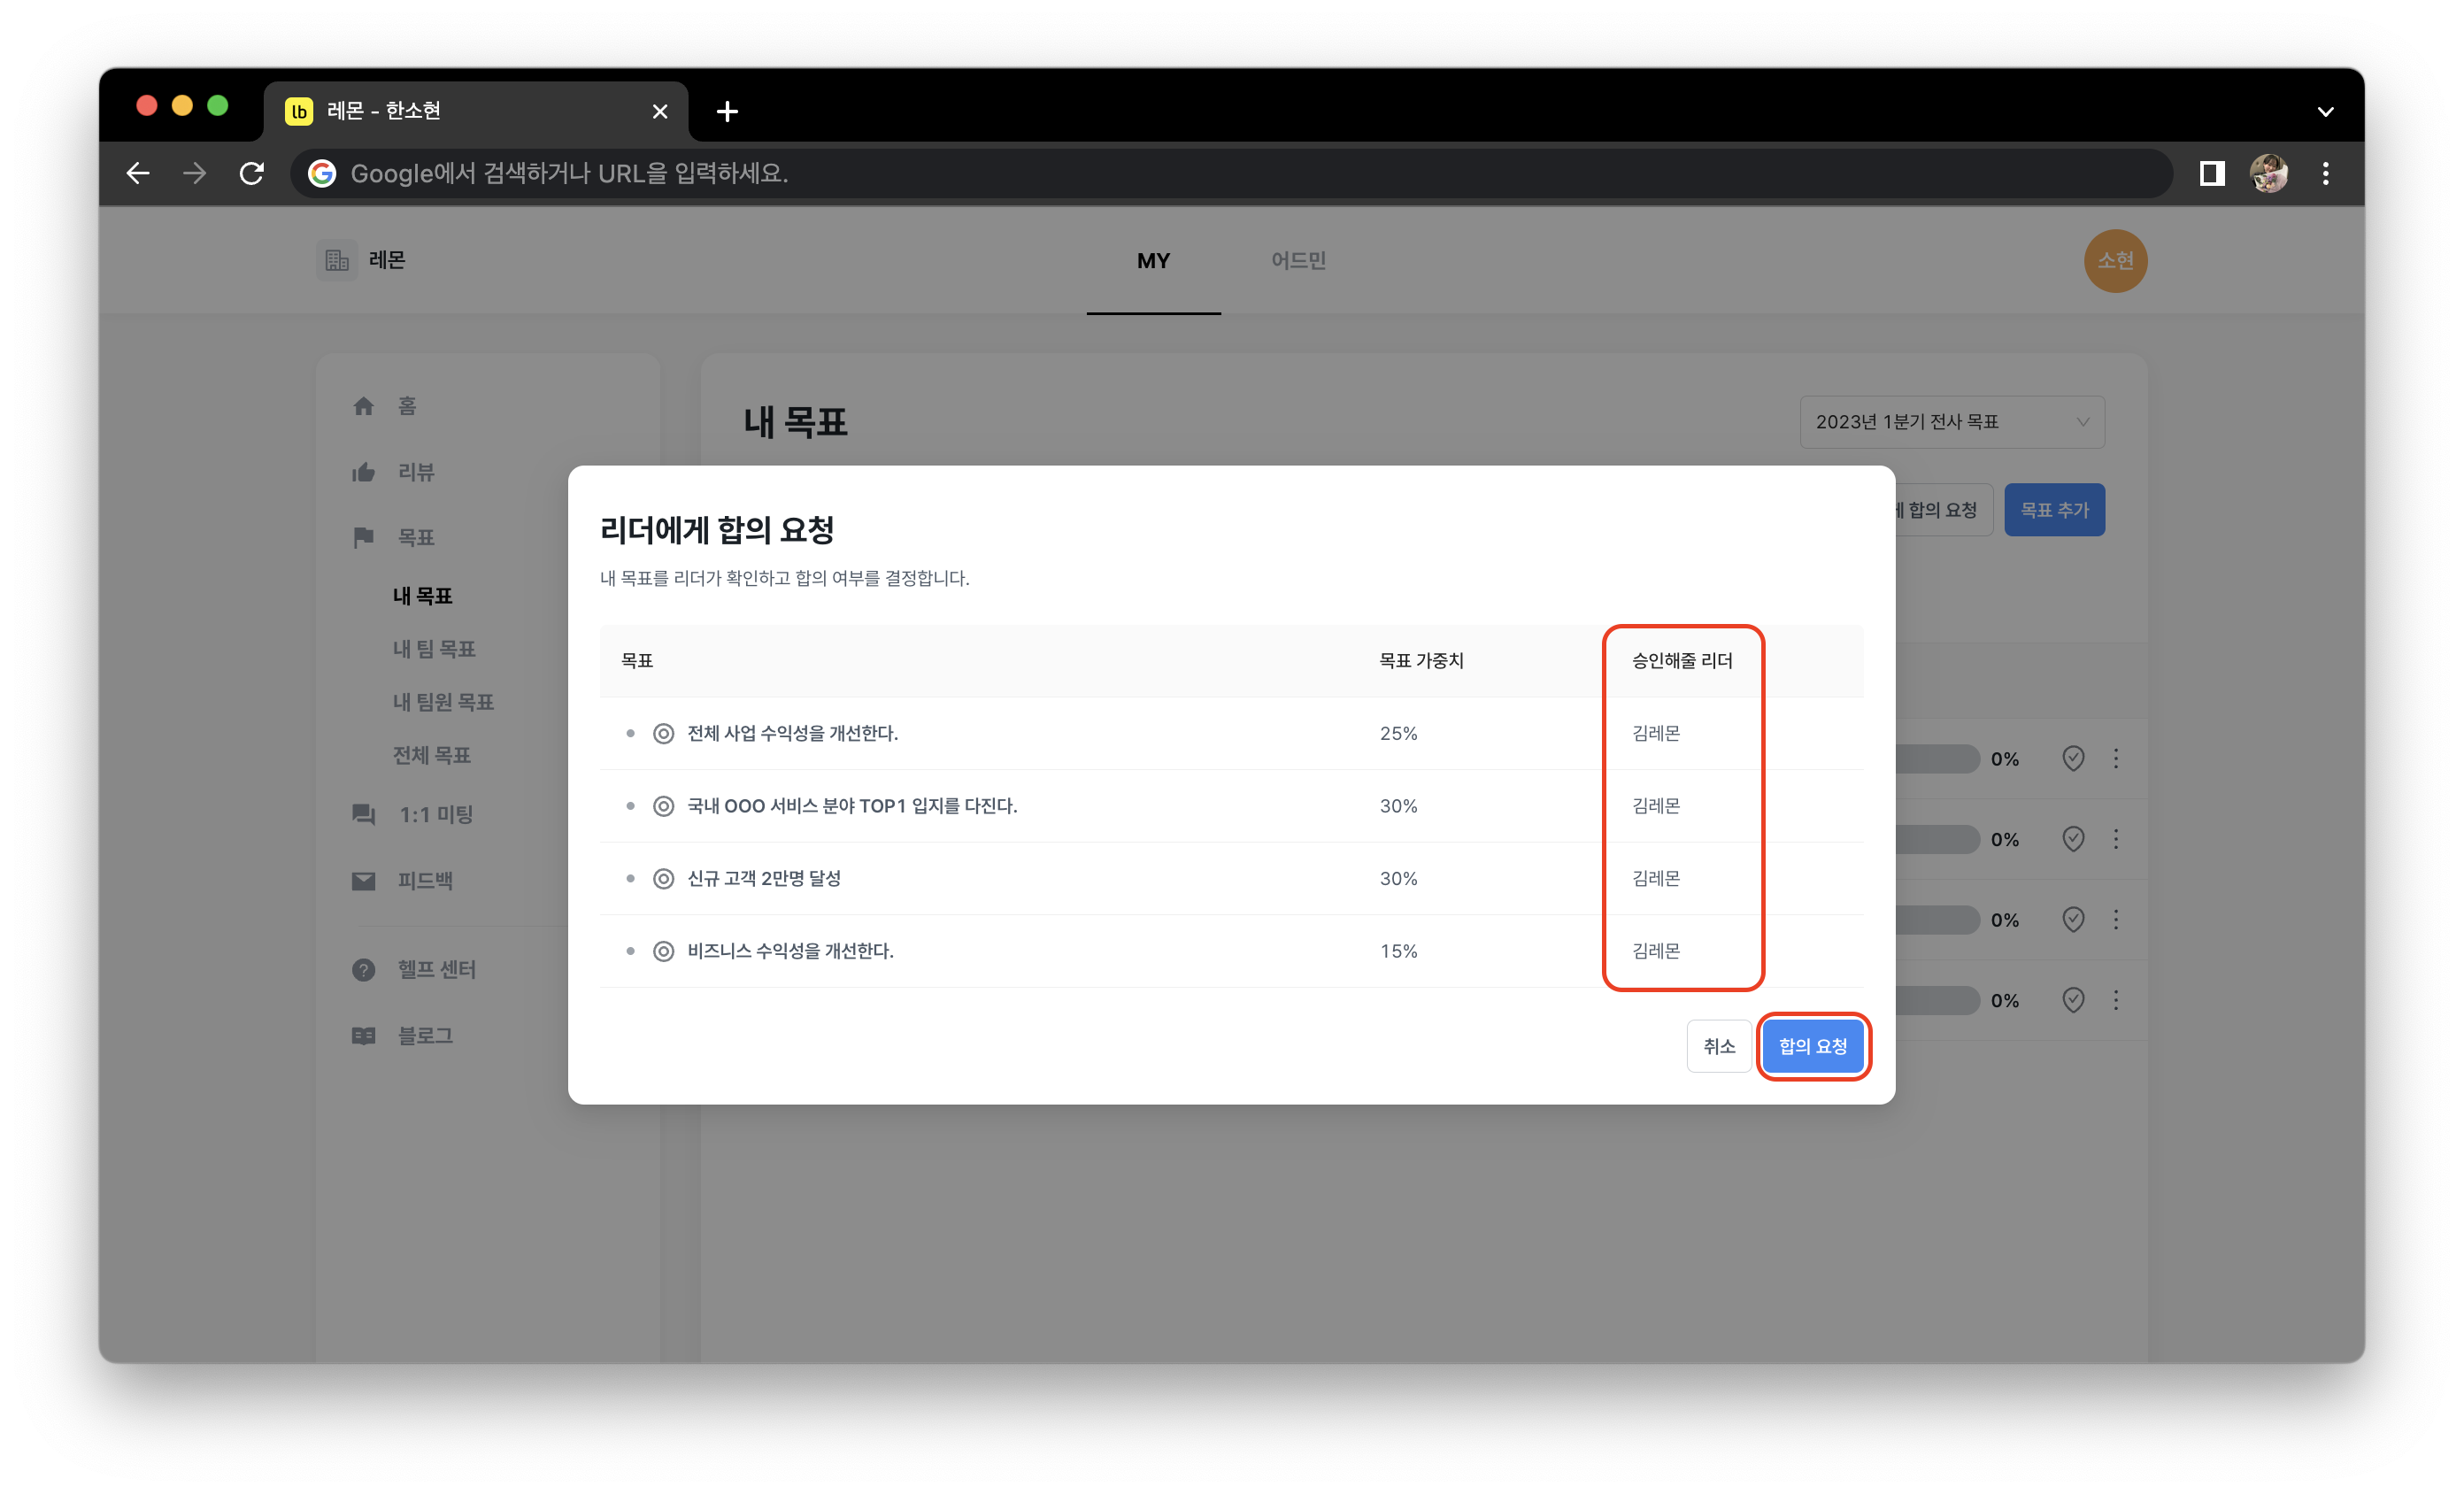 lb 레몬 - 한소현
Google에서 검색하거나 URL을 입력하세요.
레몬
MY
어드민
소현
홈
리뷰
목표
내 목표
내 팀 목표
내 팀원 목표
전체 목표
1:1 미팅
피드백
헬프 센터
블로그
내 목표
2023년 1분기 전사 목표
합의 요청
목표 추가
리더에게 합의 요청
내 목표를 리더가 확인하고 합의 여부를 결정합니다.
목표 목표 가중치 승인해줄 리더
전체 사업 수익성을 개선한다. 25% 김레몬
국내 OOO 서비스 분야 TOP1 입지를 다진다. 30% 김레몬
신규 고객 2만명 달성 30% 김레몬
비즈니스 수익성을 개선한다. 15% 김레몬
취소 합의 요청
0%
0%
0%
0%